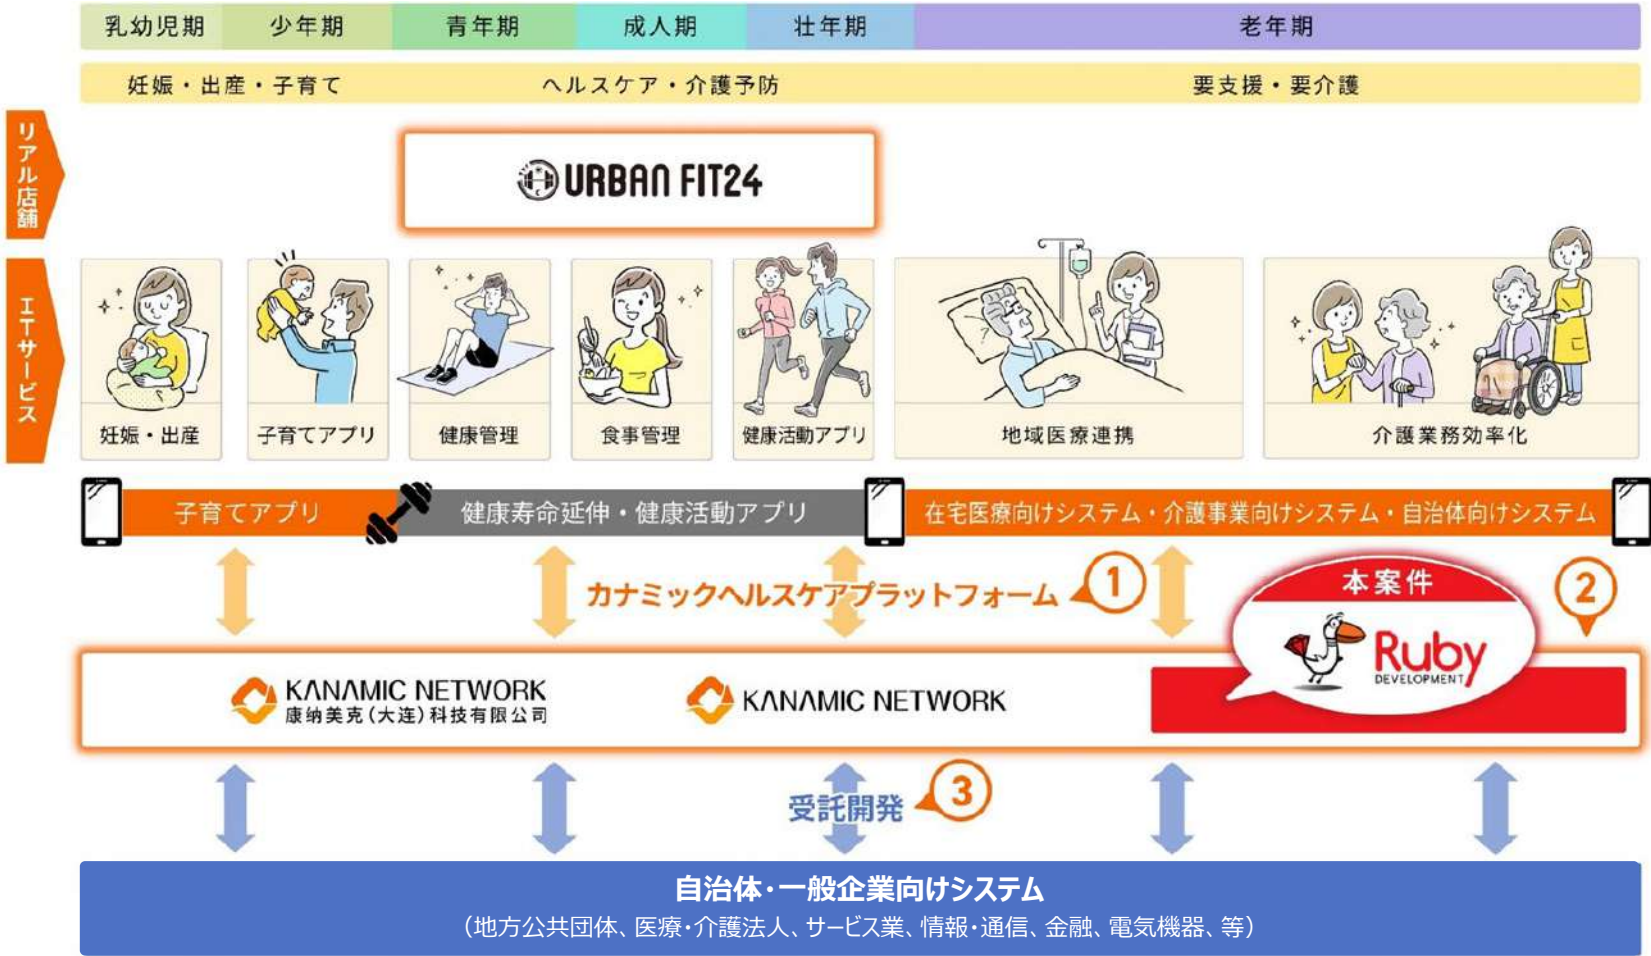 乳幼児期
少年期
青年期
成人期
壮年期
老年期
妊娠・出産・子育て
ヘルスケア・介護予防
要支援・要介護
リアル店舗
URBAN FIT24
ITサービス
妊娠・出産
子育てアプリ
健康管理
食事管理
健康活動アプリ
地域医療連携
介護業務効率化
子育てアプリ
健康寿命延伸・健康活動アプリ
在宅医療向けシステム・介護事業向けシステム・自治体向けシステム
カナミックヘルスケアプラットフォーム
1
本案件
2
Ruby
DEVELOPMENT
KANAMIC NETWORK
康纳美克(大连)科技有限公司
KANAMIC NETWORK
受託開発
3
自治体・一般企業向けシステム
(地方公共団体、医療・介護法人、サービス業、情報・通信、金融、電気機器、等)